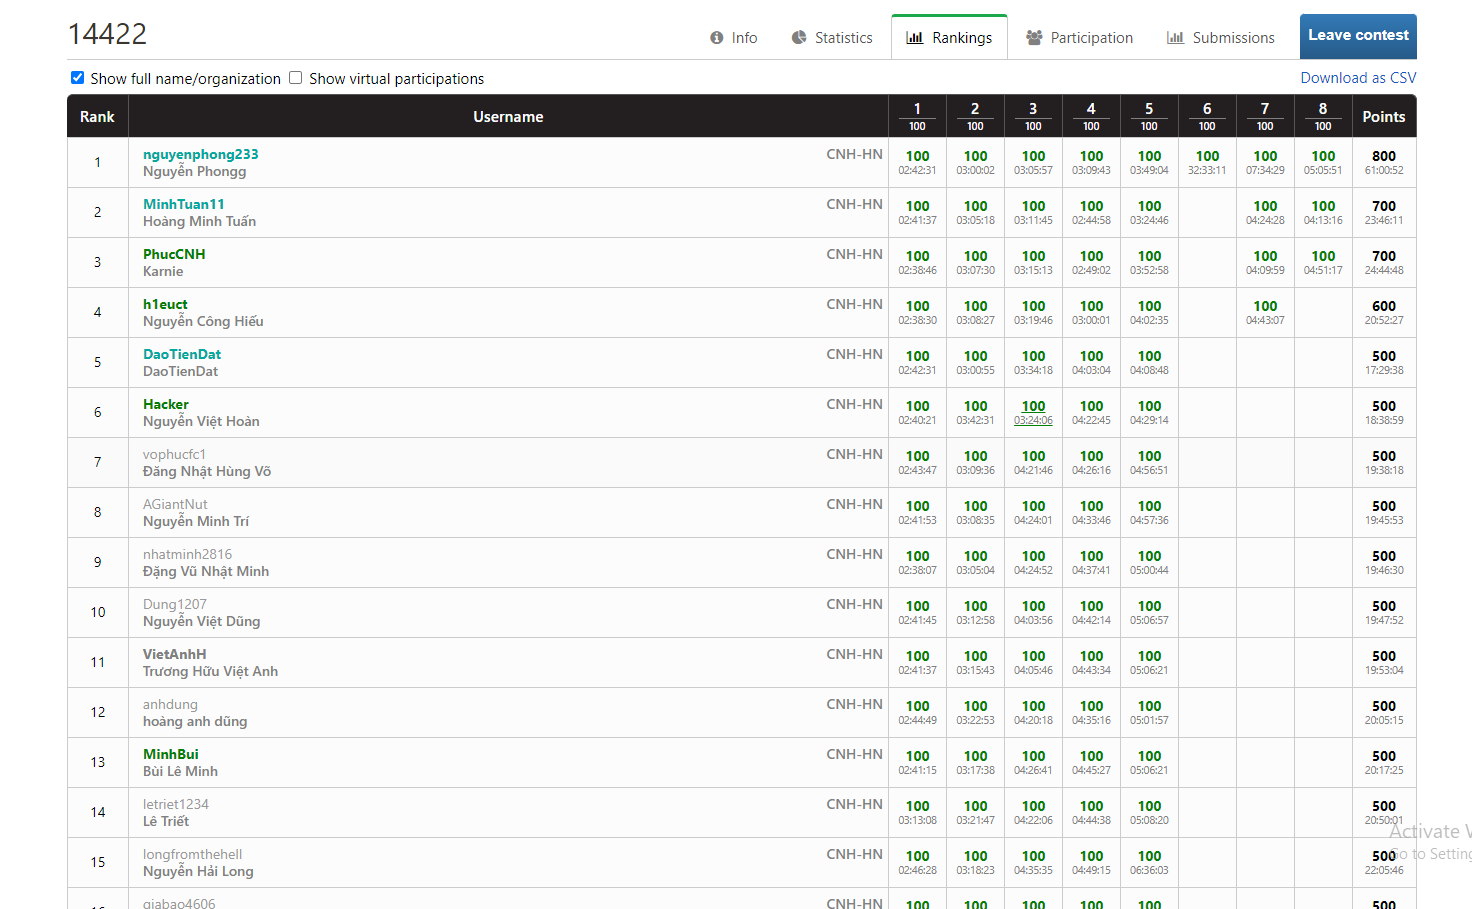 14422
Info Statistics Rankings Participation Submissions Leave contest
Show full name/organization Show virtual participations Download as CSV
Rank Username 1 2 3 4 5 6 7 8 Points
100 100 100 100 100 100 100 100
1 nguyenphong233 CNH-HN 100 100 100 100 100 100 100 100 800
Nguyễn Phongg 02:42:31 03:00:02 03:05:57 03:09:43 03:49:04 32:33:11 07:34:29 05:05:51 61:00:52
2 MinhTuan11 CNH-HN 100 100 100 100 100 100 100 700
Hoàng Minh Tuấn 02:41:37 03:05:18 03:11:45 02:44:58 03:24:46 04:24:28 04:13:16 23:46:11
3 PhucCNH CNH-HN 100 100 100 100 100 100 100 700
Karnie 02:38:46 03:07:30 03:15:13 02:49:02 03:52:58 04:09:59 04:51:17 24:44:48
4 h1euct CNH-HN 100 100 100 100 100 100 600
Nguyễn Công Hiếu 02:38:30 03:08:27 03:19:46 03:00:01 04:02:35 04:43:07 20:52:27
5 DaoTienDat CNH-HN 100 100 100 100 100 500
DaoTienDat 02:42:31 03:00:55 03:34:18 04:03:04 04:08:48 17:29:38
6 Hacker CNH-HN 100 100 100 100 100 500
Nguyễn Việt Hoàn 02:40:21 03:42:31 03:24:06 04:22:45 04:29:14 18:38:59
7 vophucfc1 CNH-HN 100 100 100 100 100 500
Đăng Nhật Hùng Võ 02:43:47 03:09:36 04:21:46 04:26:16 04:56:51 19:38:18
8 AGiantNut CNH-HN 100 100 100 100 100 500
Nguyễn Minh Trí 02:41:53 03:08:35 04:24:01 04:33:46 04:57:36 19:45:53
9 nhatminh2816 CNH-HN 100 100 100 100 100 500
Đặng Vũ Nhật Minh 02:38:07 03:05:04 04:24:52 04:37:41 05:00:44 19:46:30
10 Dung1207 CNH-HN 100 100 100 100 100 500
Nguyễn Việt Dũng 02:41:45 03:12:58 04:03:56 04:42:14 05:06:57 19:47:52
11 VietAnhH CNH-HN 100 100 100 100 100 500
Trương Hữu Việt Anh 02:41:37 03:15:43 04:05:46 04:43:34 05:06:21 19:53:04
12 anhdung CNH-HN 100 100 100 100 100 500
hoàng anh dũng 02:44:49 03:22:53 04:20:18 04:35:16 05:01:57 20:05:15
13 MinhBui CNH-HN 100 100 100 100 100 500
Bùi Lê Minh 02:41:15 03:17:38 04:26:41 04:45:27 05:06:21 20:17:25
14 letriet1234 CNH-HN 100 100 100 100 100 500
Lê Triết 03:13:08 03:21:47 04:22:06 04:44:38 05:08:20 20:50:01
Activate
15 longfromthehell CNH-HN 100 100 100 100 100 500
Nguyễn Hải Long 02:46:28 03:18:23 04:35:35 04:49:15 06:36:03 22:05:46
to Setting
giabao4606 CNH-HN 100 100 100 100 100 500